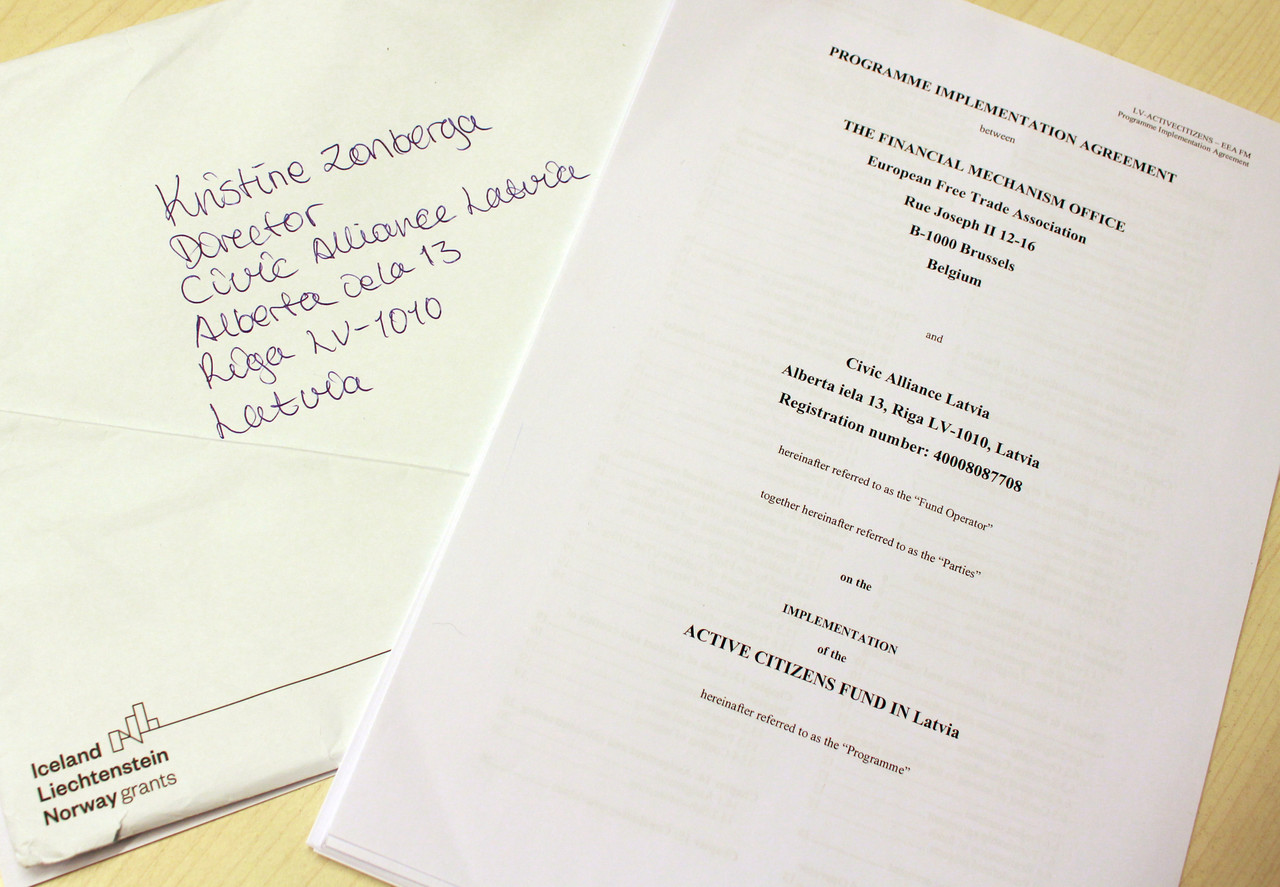 Kristine Zonberga
Director
Civic Alliance Latvia
Alberta iela 13
Riga LV-1010
Latvia
Iceland
Liechtenstein
Norway grants
LV-ACTIVECITIZENS – EEA FM
Programme Implementation Agreement
PROGRAMME IMPLEMENTATION AGREEMENT
between
THE FINANCIAL MECHANISM OFFICE
European Free Trade Association
Rue Joseph II 12-16
B-1000 Brussels
Belgium
and
Civic Alliance Latvia
Alberta iela 13, Riga LV-1010, Latvia
Registration number: 40008087708
hereinafter referred to as the “Fund Operator”
together hereinafter referred to as the “Parties”
on the
IMPLEMENTATION
of the
ACTIVE CITIZENS FUND IN Latvia
hereinafter referred to as the “Programme”